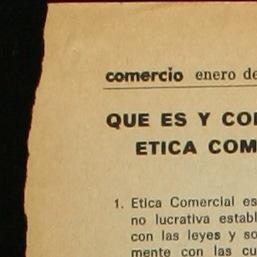 comercio enero de
QUE ES Y CO
ETICA COM
1. Etica Comercial es
no lucrativa establ
con las leyes y so
mente con las cu